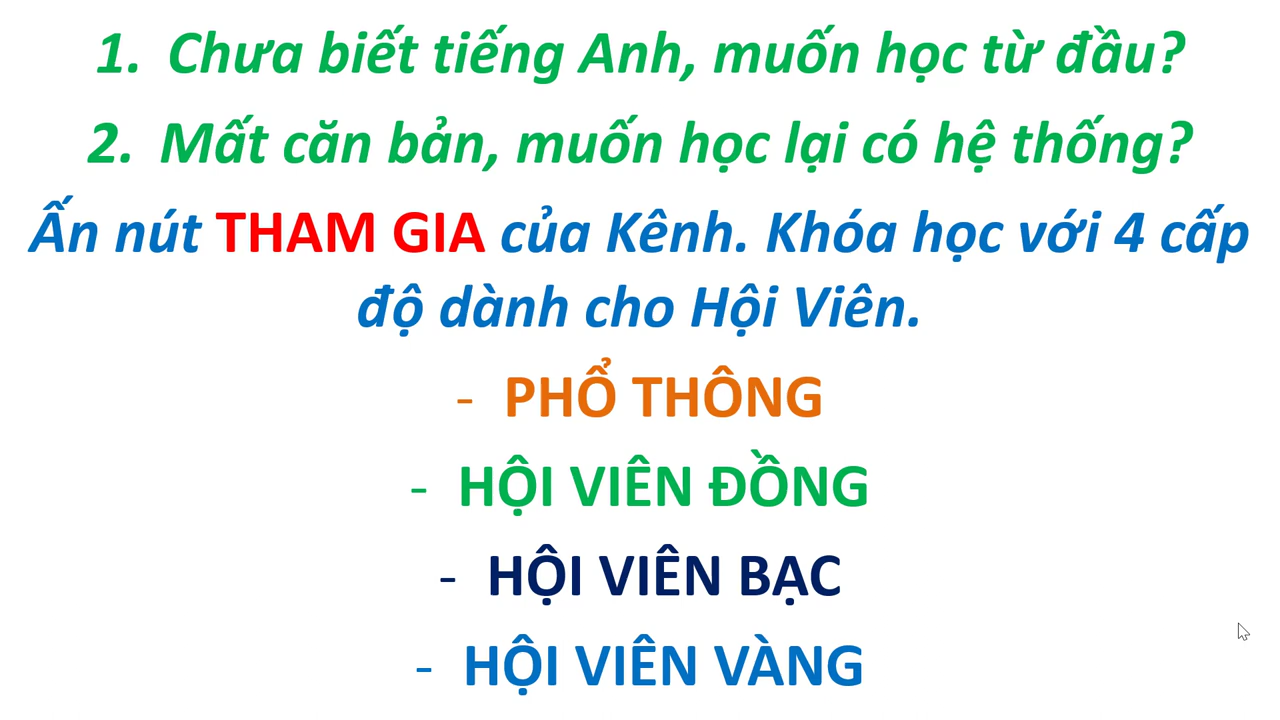 1. Chưa biết tiếng Anh, muốn học từ đầu?
2. Mất căn bản, muốn học lại có hệ thống?
Ấn nút THAM GIA của Kênh. Khóa học với 4 cấp
độ dành cho Hội Viên.
- PHỔ THÔNG
- HỘI VIÊN ĐỒNG
- HỘI VIÊN BẠC
- HỘI VIÊN VÀNG